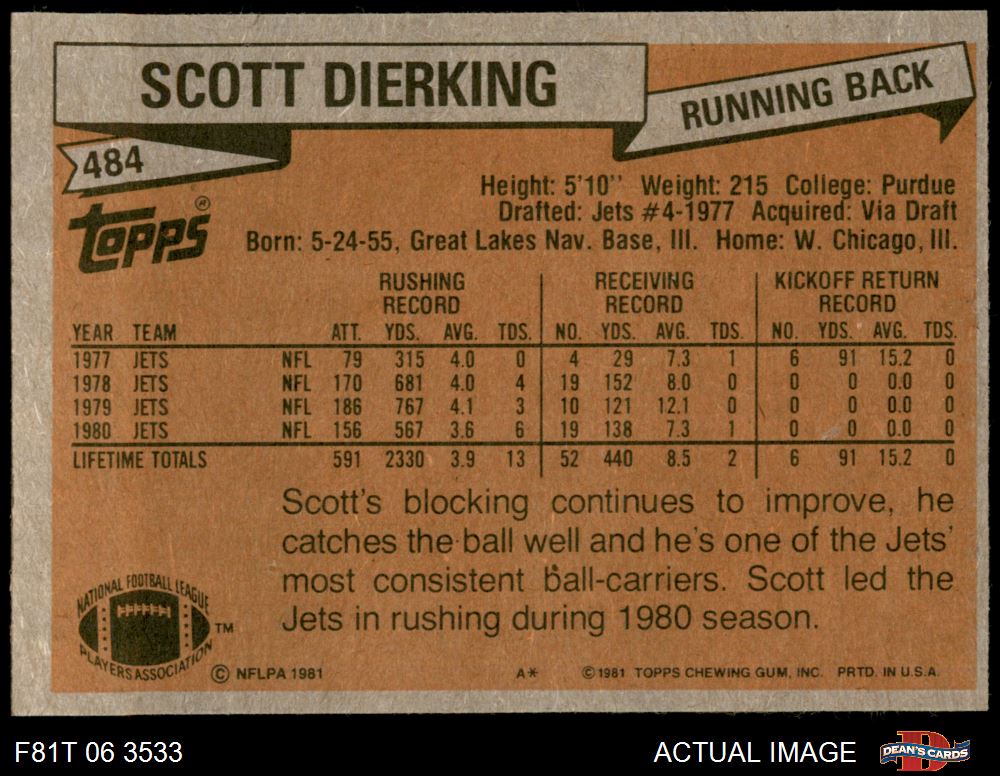 SCOTT DIERKING
RUNNING BACK
484
Topps®
Height: 5'10" Weight: 215 College: Purdue
Drafted: Jets #4-1977 Acquired: Via Draft
Born: 5-24-55, Great Lakes Nav. Base, Ill. Home: W. Chicago, Ill.
RUSHING RECORD RECEIVING RECORD KICKOFF RETURN RECORD
YEAR TEAM ATT. YDS. AVG. TDS. NO. YDS. AVG. TDS. NO. YDS. AVG. TDS.
1977 JETS NFL 79 315 4.0 0 4 29 7.3 1 6 91 15.2 0
1978 JETS NFL 170 681 4.0 4 19 152 8.0 0 0 0 0.0 0
1979 JETS NFL 186 767 4.1 3 10 121 12.1 0 0 0 0.0 0
1980 JETS NFL 156 567 3.6 6 19 138 7.3 1 0 0 0.0 0
LIFETIME TOTALS 591 2330 3.9 13 52 440 8.5 2 6 91 15.2 0
Scott's blocking continues to improve, he
catches the ball well and he's one of the Jets'
most consistent ball-carriers. Scott led the
Jets in rushing during 1980 season.
NATIONAL FOOTBALL LEAGUE
PLAYERS ASSOCIATION
TM
© NFLPA 1981 A* ©1981 TOPPS CHEWING GUM, INC. PRTD. IN U.S.A.
F81T 06 3533 ACTUAL IMAGE DEAN'S CARDS